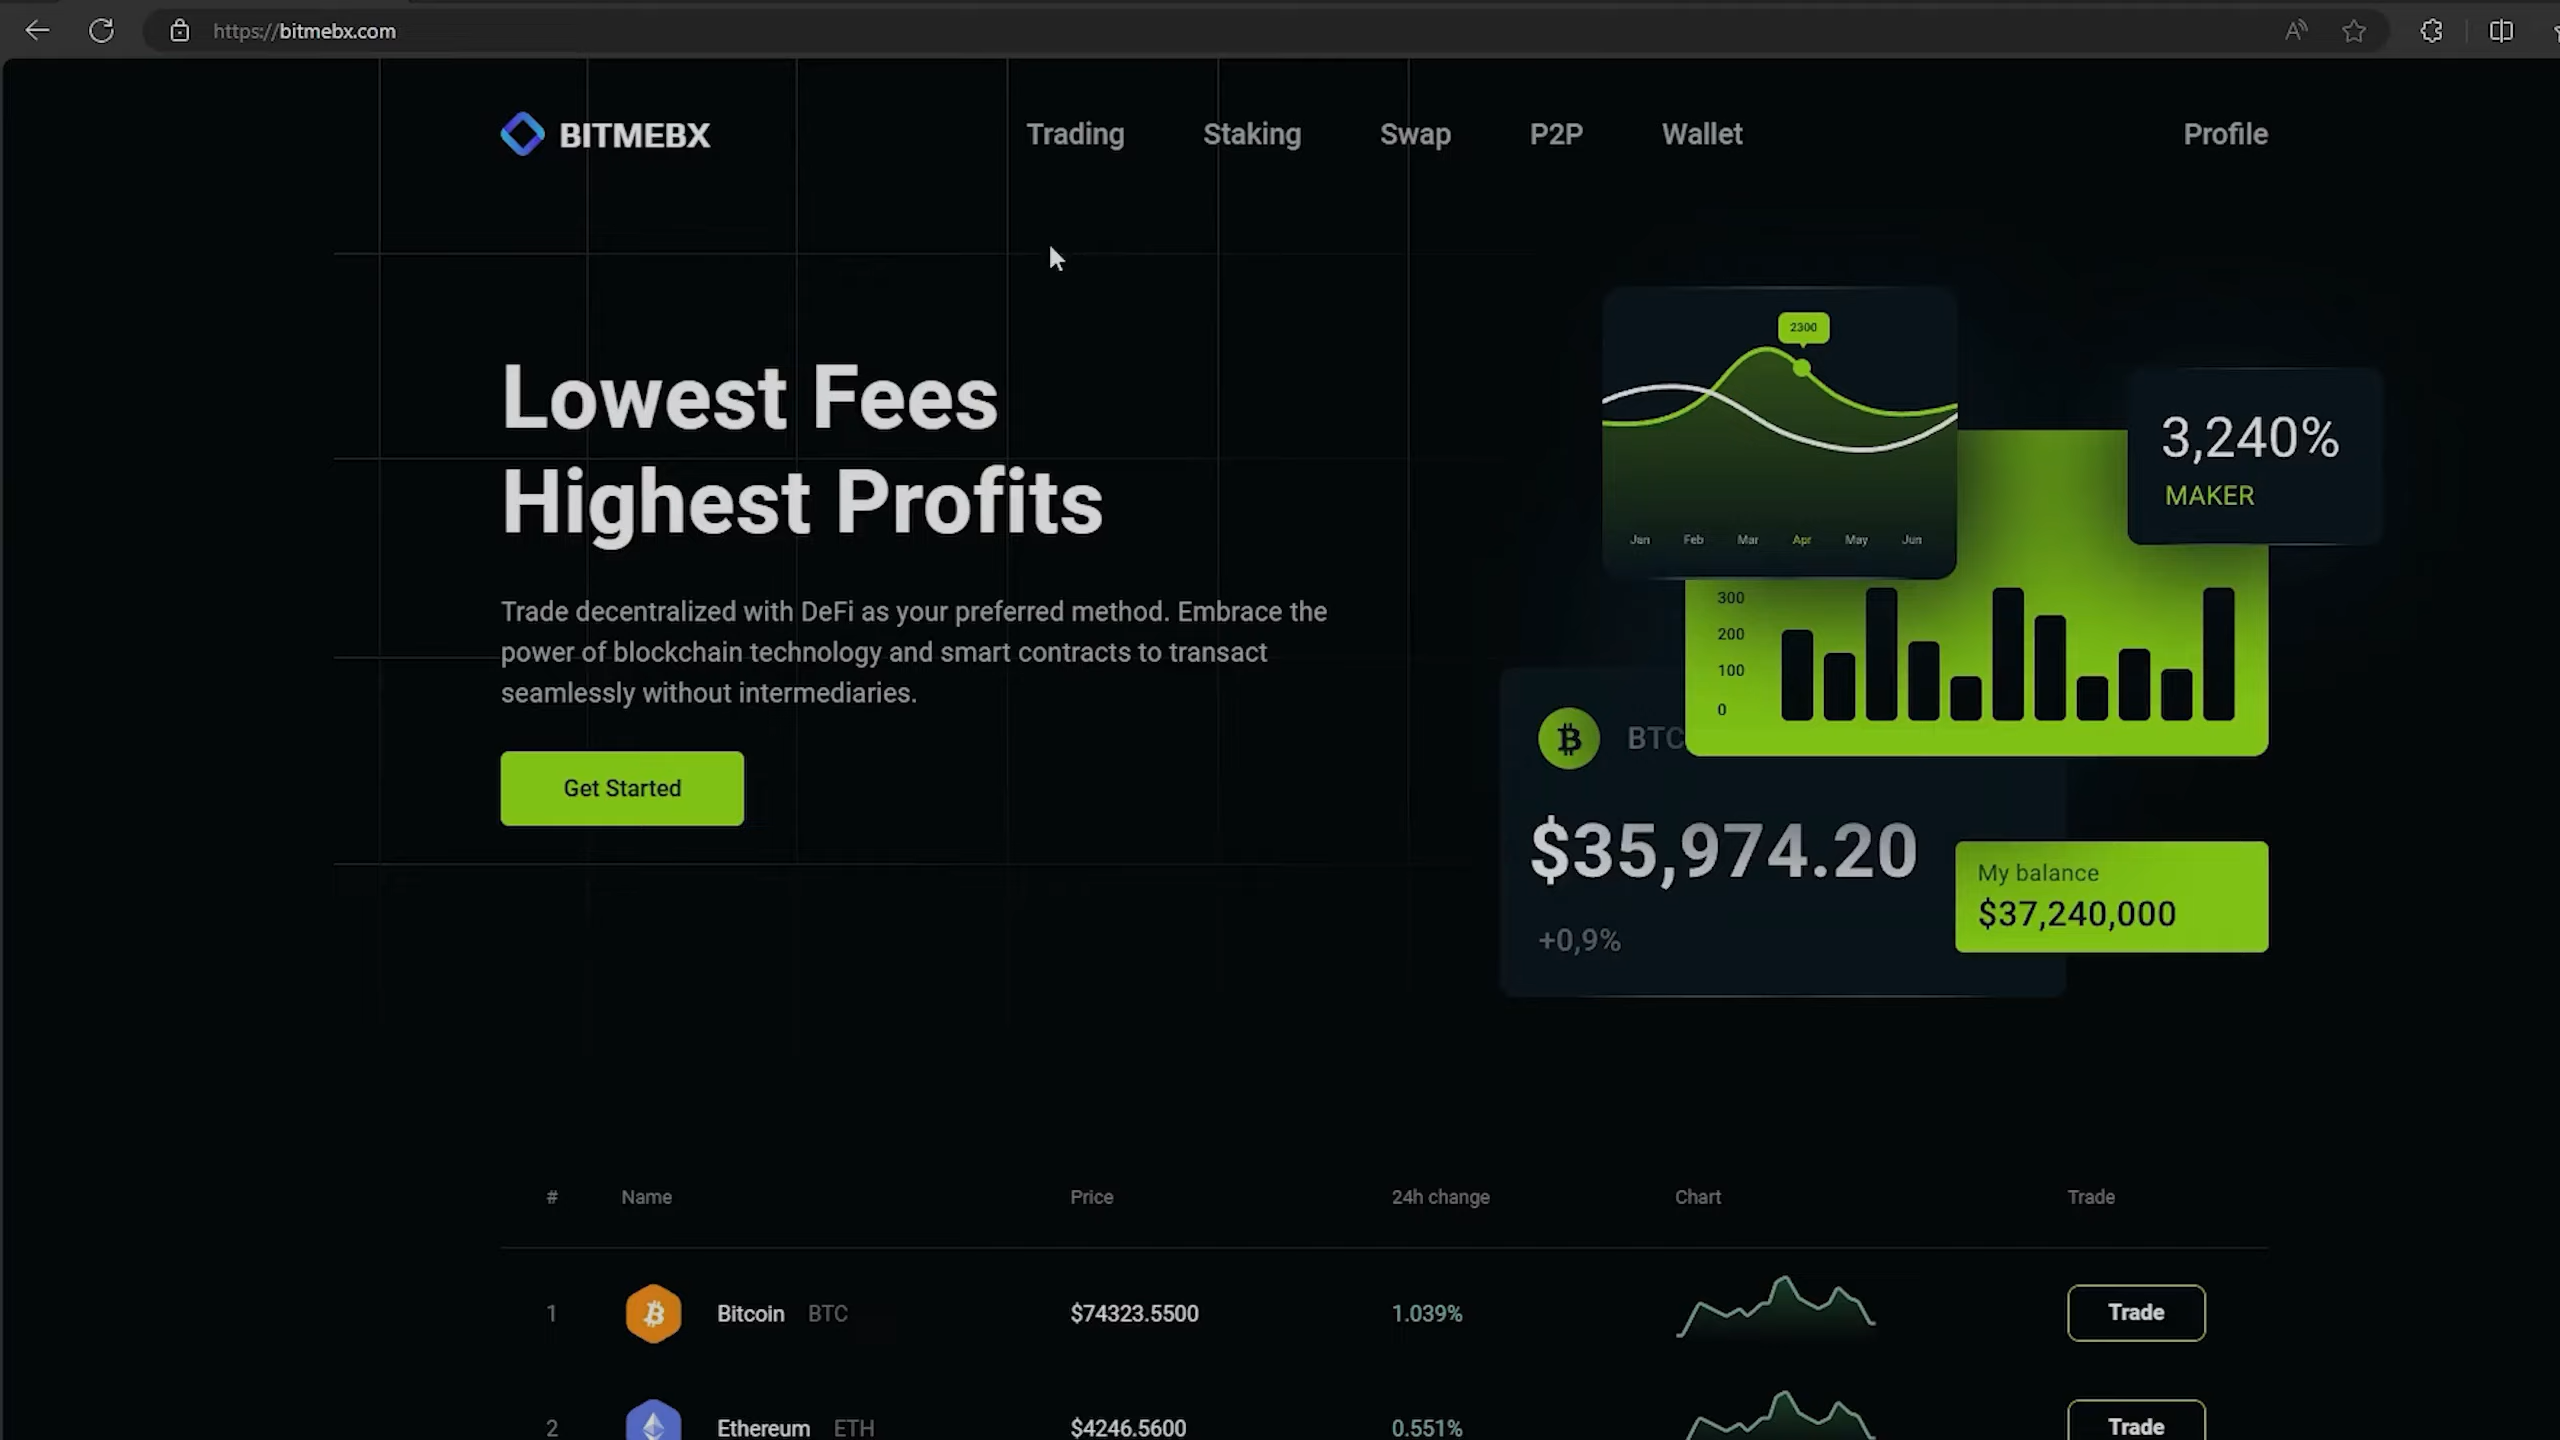 https://bitmebx.com
BITMEBX
Trading
Staking
Swap
P2P
Wallet
Profile
Lowest Fees
Highest Profits
Trade decentralized with DeFi as your preferred method. Embrace the
power of blockchain technology and smart contracts to transact
seamlessly without intermediaries.
Get Started
2300
Jan Feb Mar Apr May Jun
3,240%
MAKER
300
200
100
0
BTC
$35,974.20
+0,9%
My balance
$37,240,000
# Name Price 24h change Chart Trade
1 Bitcoin BTC $74323.5500 1.039% Trade
2 Ethereum ETH $4246.5600 0.551% Trade